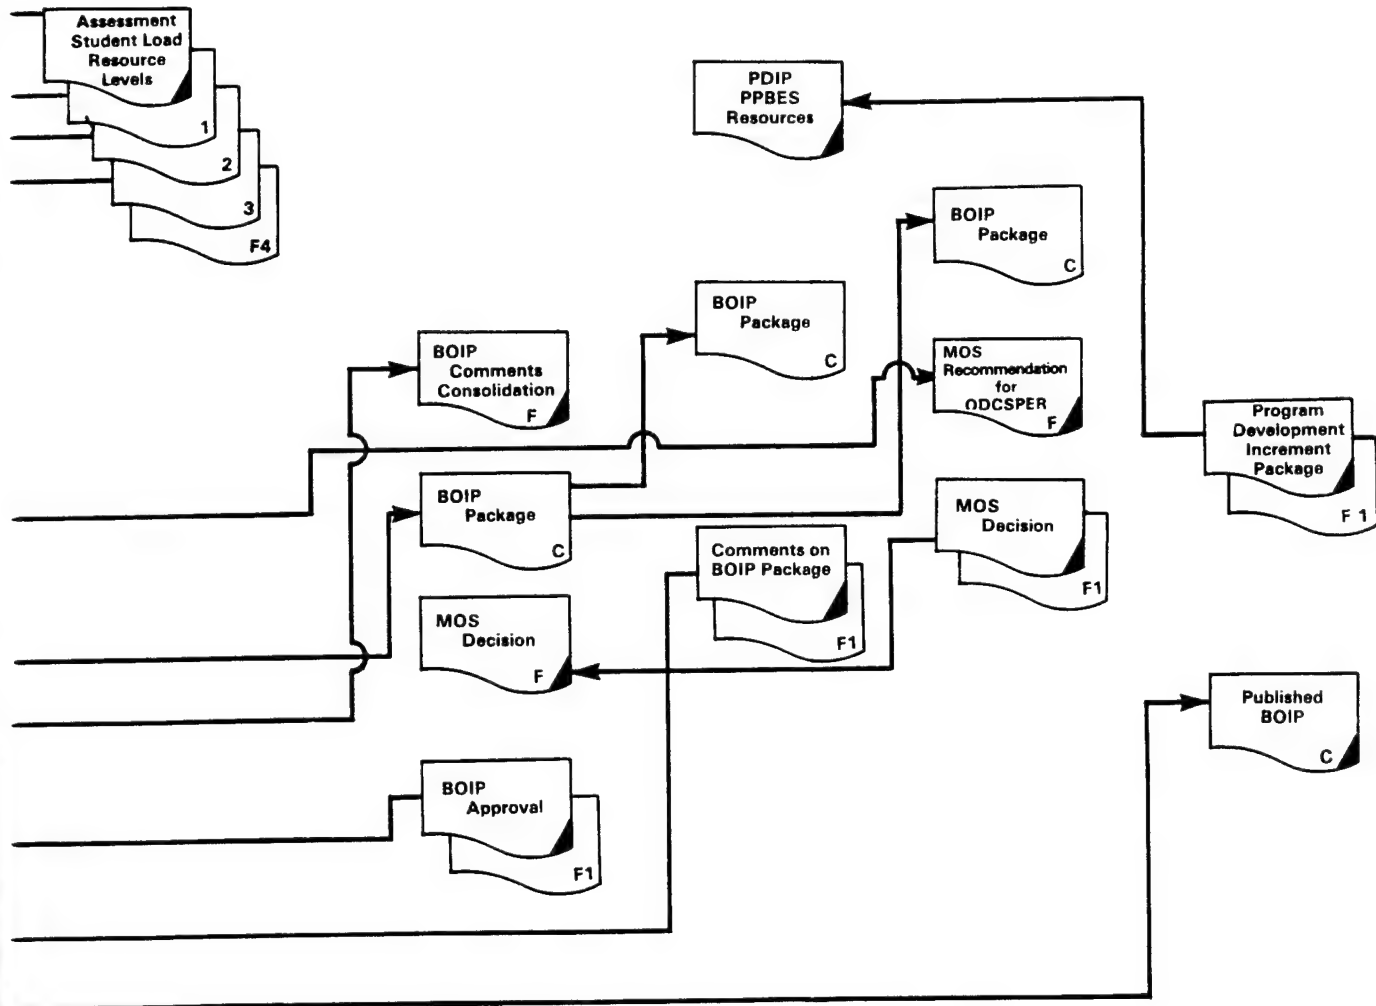 Assessment
Student Load
Resource
Levels
1
2
3
F4
PDIP
PPBES
Resources
BOIP
Package
C
BOIP
Package
C
BOIP
Comments
Consolidation
F
MOS
Recommendation
for
ODCSPER
F
Program
Development
Increment
Package
F 1
BOIP
Package
C
MOS
Decision
F1
Comments on
BOIP Package
F1
MOS
Decision
F
Published
BOIP
C
BOIP
Approval
F1